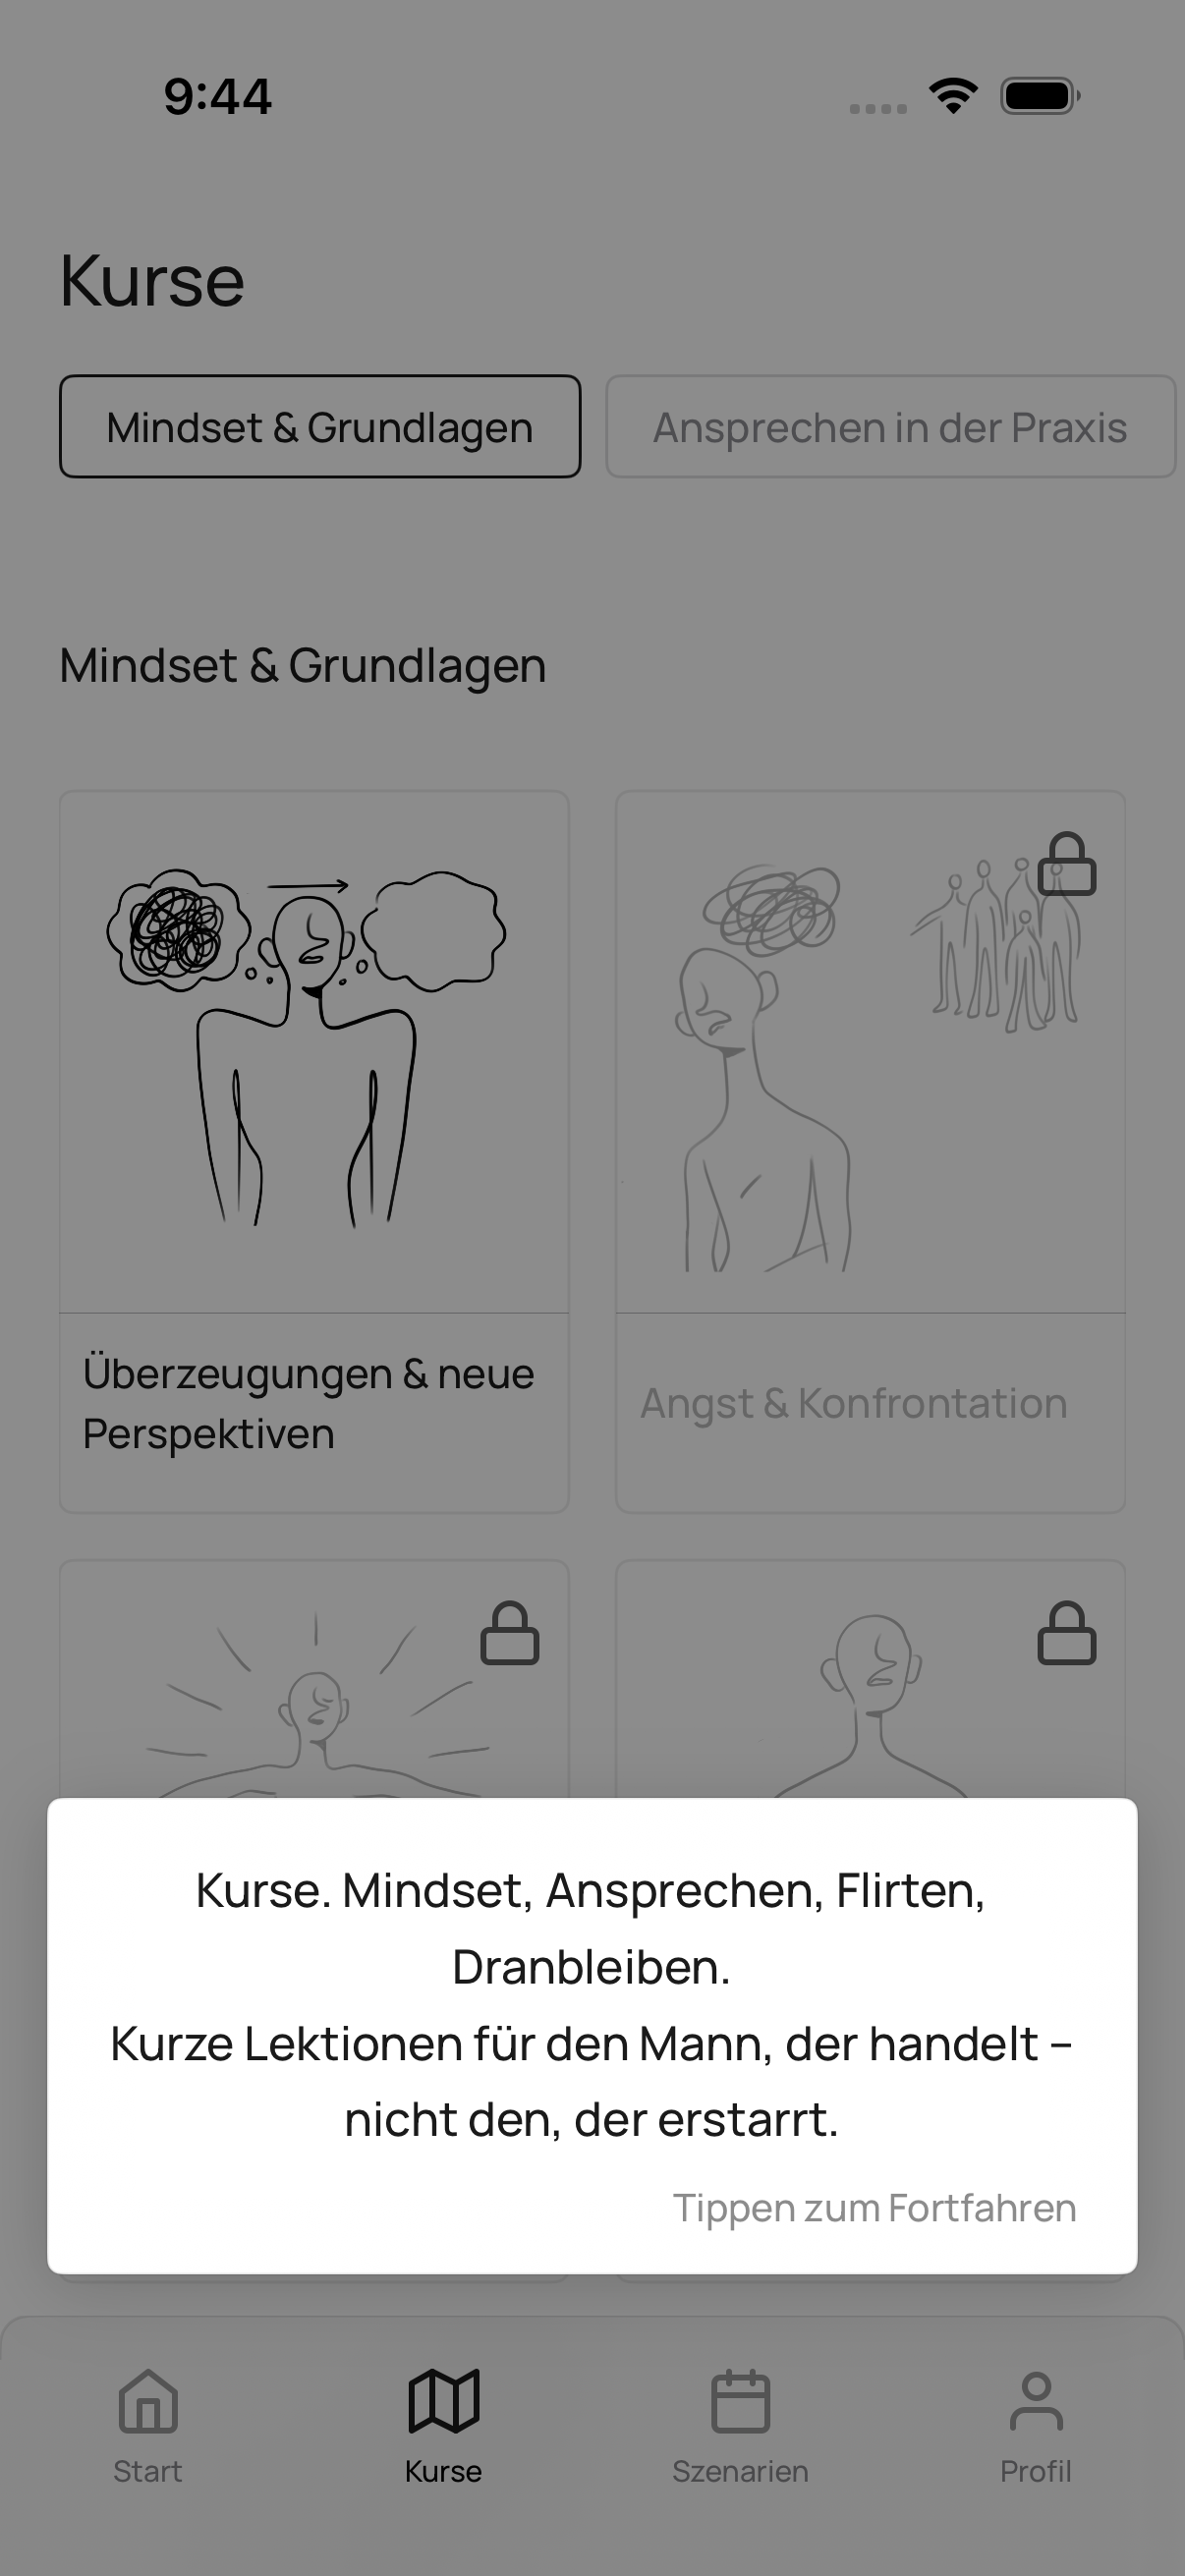 9:44
Kurse
Mindset & Grundlagen
Ansprechen in der Praxis
Mindset & Grundlagen
Überzeugungen & neue
Perspektiven
Angst & Konfrontation
Kurse. Mindset, Ansprechen, Flirten,
Dranbleiben.
Kurze Lektionen für den Mann, der handelt –
nicht den, der erstarrt.
Tippen zum Fortfahren
Start
Kurse
Szenarien
Profil